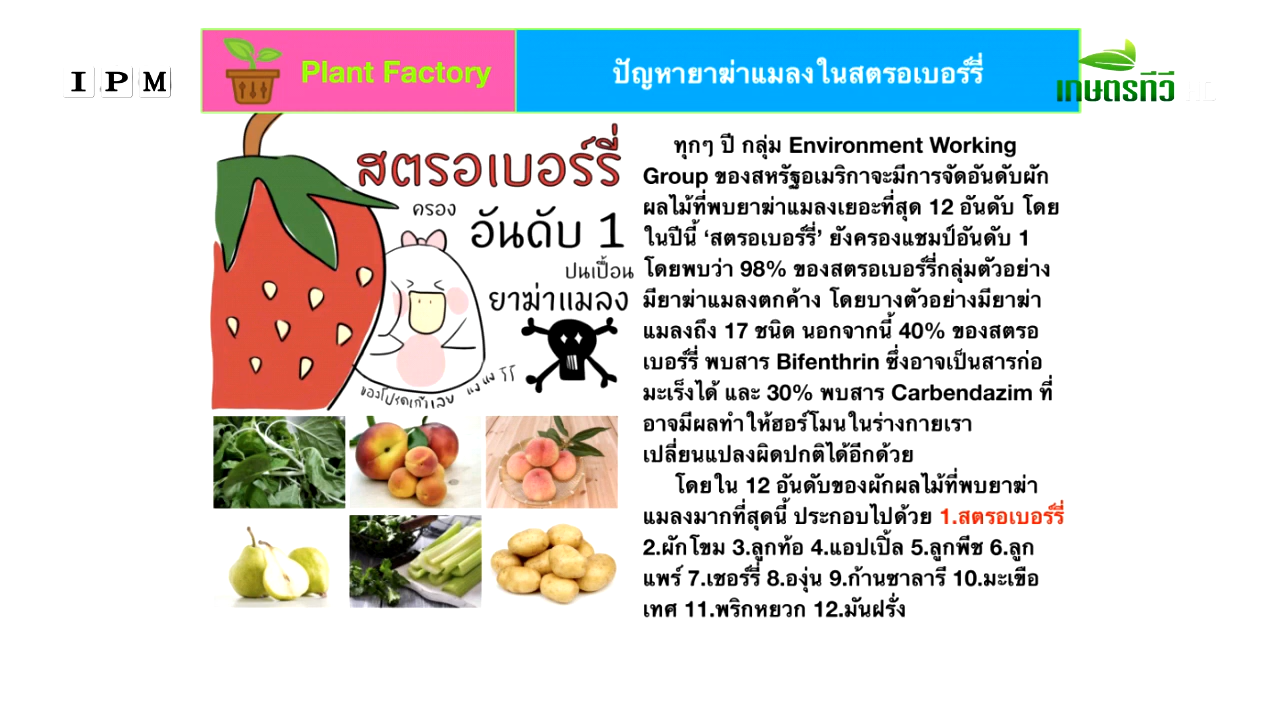 IPM
Plant Factory
ปัญหายาฆ่าแมลงในสตรอเบอร์รี่
เกษตรทีวี
สตรอเบอร์รี่
ครอง
อันดับ 1
ปนเปื้อน
ยาฆ่าแมลง
ของโปรดเก๊าเลย แง แง TT
ทุกๆ ปี กลุ่ม Environment Working
Group ของสหรัฐอเมริกาจะมีการจัดอันดับผัก
ผลไม้ที่พบยาฆ่าแมลงเยอะที่สุด 12 อันดับ โดย
ในปีนี้ ‘สตรอเบอร์รี่’ ยังครองแชมป์อันดับ 1
โดยพบว่า 98% ของสตรอเบอร์รี่กลุ่มตัวอย่าง
มียาฆ่าแมลงตกค้าง โดยบางตัวอย่างมียาฆ่า
แมลงถึง 17 ชนิด นอกจากนี้ 40% ของสตรอ
เบอร์รี่ พบสาร Bifenthrin ซึ่งอาจเป็นสารก่อ
มะเร็งได้ และ 30% พบสาร Carbendazim ที่
อาจมีผลทำให้ฮอร์โมนในร่างกายเรา
เปลี่ยนแปลงผิดปกติได้อีกด้วย
โดยใน 12 อันดับของผักผลไม้ที่พบยาฆ่า
แมลงมากที่สุดนี้ ประกอบไปด้วย 1.สตรอเบอร์รี่
2.ผักโขม 3.ลูกท้อ 4.แอปเปิ้ล 5.ลูกพีช 6.ลูก
แพร์ 7.เชอร์รี่ 8.องุ่น 9.ก้านซาลารี 10.มะเขือ
เทศ 11.พริกหยวก 12.มันฝรั่ง